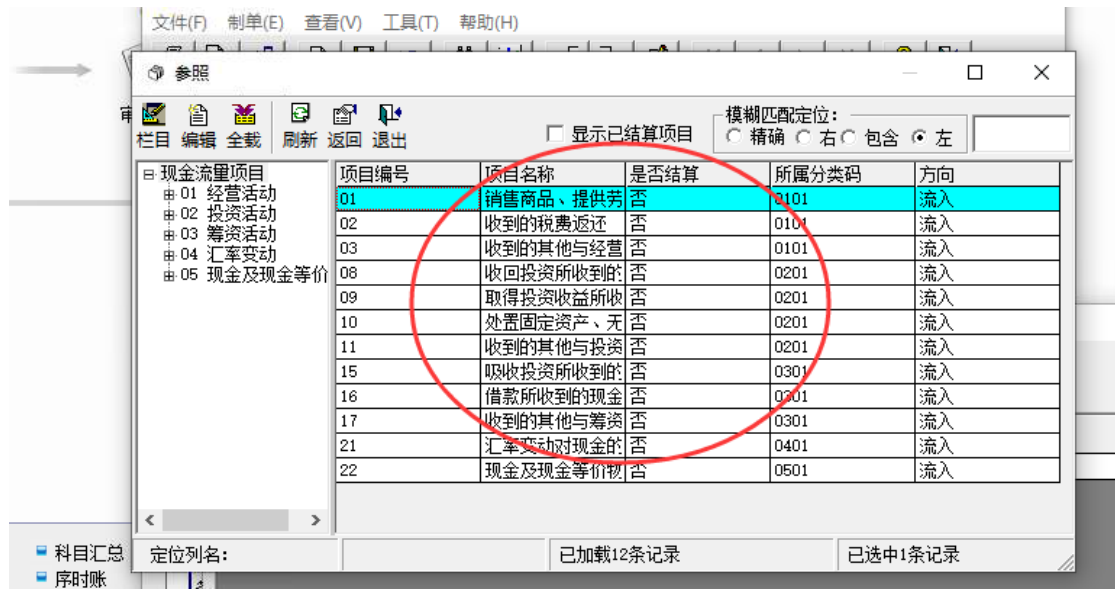 文件(F) 制单(E) 查看(V) 工具(T) 帮助(H)
参照
审
栏目 编辑 全载 刷新 返回 退出
显示已结算项目
模糊匹配定位:
精确 右 包含 左
现金流量项目
01 经营活动
02 投资活动
03 筹资活动
04 汇率变动
05 现金及现金等价
项目编号 项目名称 是否结算 所属分类码 方向
01 销售商品、提供劳 否 0101 流入
02 收到的税费返还 否 0101 流入
03 收到的其他与经营 否 0101 流入
08 收回投资所收到的 否 0201 流入
09 取得投资收益所收 否 0201 流入
10 处置固定资产、无 否 0201 流入
11 收到的其他与投资 否 0201 流入
15 吸收投资所收到的 否 0301 流入
16 借款所收到的现金 否 0301 流入
17 收到的其他与筹资 否 0301 流入
21 汇率变动对现金的 否 0401 流入
22 现金及现金等价物 否 0501 流入
科目汇总
定位列名: 已加载12条记录 已选中1条记录
序时账